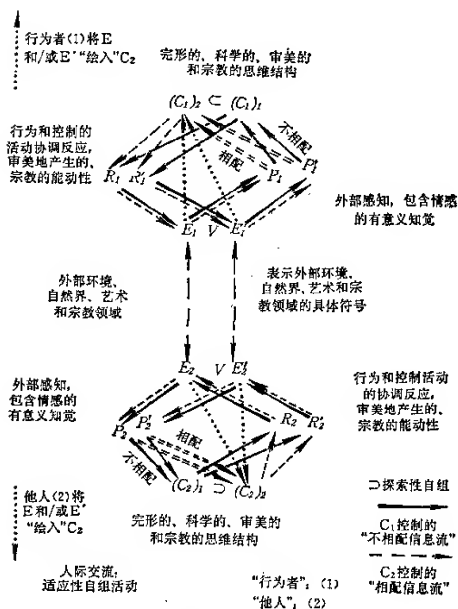 行为者(1)将E
和/或E′“绘入”C₂
完形的、科学的、审美的
和宗教的思维结构
(C₁)₂ ⊂ (C₁)₁
行为和控制的
活动协调反应,
审美地产生的、
宗教的能动性
不相配
相配
R₁ R′₁
P₁ P′₁
外部感知, 包含情感
的有意义知觉
E₁ V E′₁
外部环境、
自然界、艺术
和宗教领域
表示外部环境、
自然界、艺术和宗
教领域的具体符号
E₂ V E′₂
外部感知,
包含情感的
有意义知觉
行为和控制活动
的协调反应,
审美地产生的、
宗教的能动性
P₂ P′₂
R₂ R′₂
相配
不相配
(C₂)₁ ⊃ (C₂)₂
他人(2)将
E和/或E′
“绘入”C₂
完形的、科学的、审美的
和宗教的思维结构
⊃探索性自组
C₁控制的
“不相配信息流”
C₂控制的
“相配信息流”
人际交流,
适应性自组活动
“行为者”: (1)
“他人”: (2)